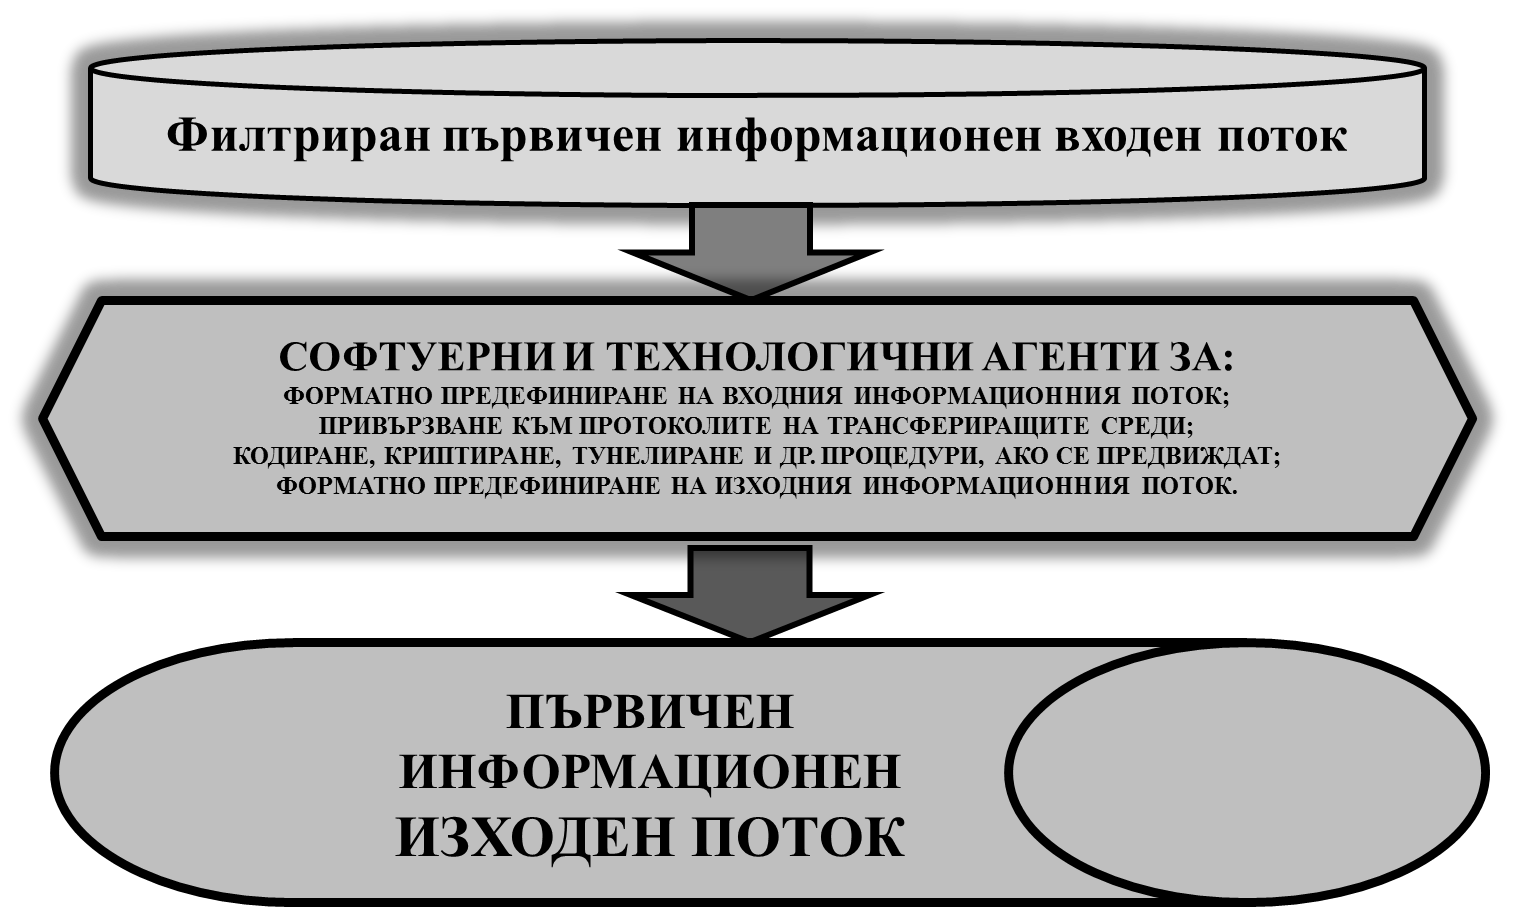 Филтриран първичен информационен входен поток
СОФТУЕРНИ И ТЕХНОЛОГИЧНИ АГЕНТИ ЗА:
ФОРМАТНО ПРЕДЕФИНИРАНЕ НА ВХОДНИЯ ИНФОРМАЦИОННИЯ ПОТОК;
ПРИВЪРЗВАНЕ КЪМ ПРОТОКОЛИТЕ НА ТРАНСФЕРИРАЩИТЕ СРЕДИ;
КОДИРАНЕ, КРИПТИРАНЕ, ТУНЕЛИРАНЕ И ДР. ПРОЦЕДУРИ, АКО СЕ ПРЕДВИЖДАТ;
ФОРМАТНО ПРЕДЕФИНИРАНЕ НА ИЗХОДНИЯ ИНФОРМАЦИОННИЯ ПОТОК.
ПЪРВИЧЕН
ИНФОРМАЦИОНЕН
ИЗХОДЕН ПОТОК